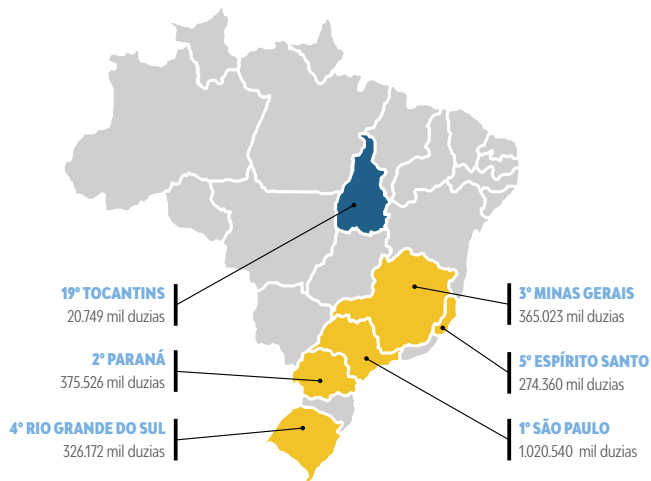 19º TOCANTINS
20.749 mil duzias
2º PARANÁ
375.526 mil duzias
4º RIO GRANDE DO SUL
326.172 mil duzias
3º MINAS GERAIS
365.023 mil duzias
5º ESPÍRITO SANTO
274.360 mil duzias
1º SÃO PAULO
1.020.540 mil duzias